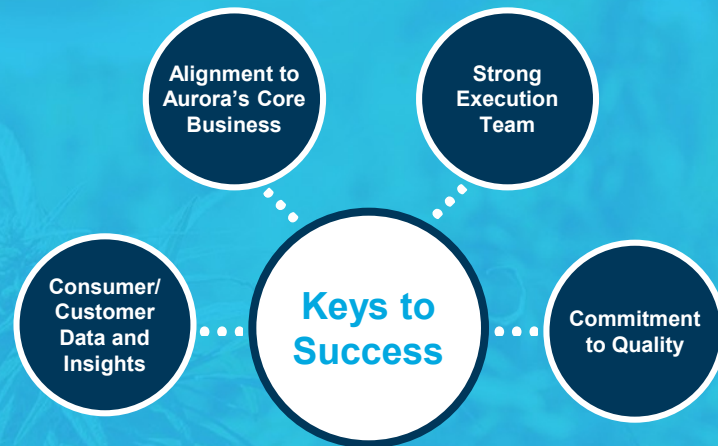 Alignment to
Aurora’s Core
Business
Strong
Execution
Team
Consumer/
Customer
Data and
Insights
Keys to
Success
Commitment
to Quality